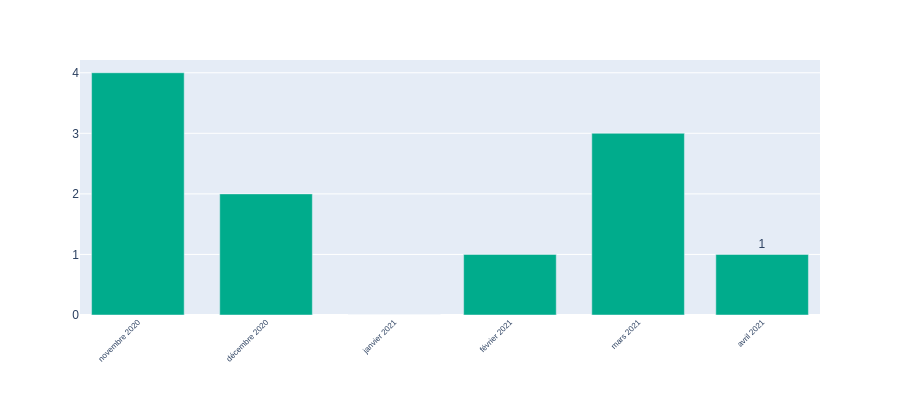 4
3
2
1
0
1
novembre 2020
décembre 2020
janvier 2021
février 2021
mars 2021
avril 2021